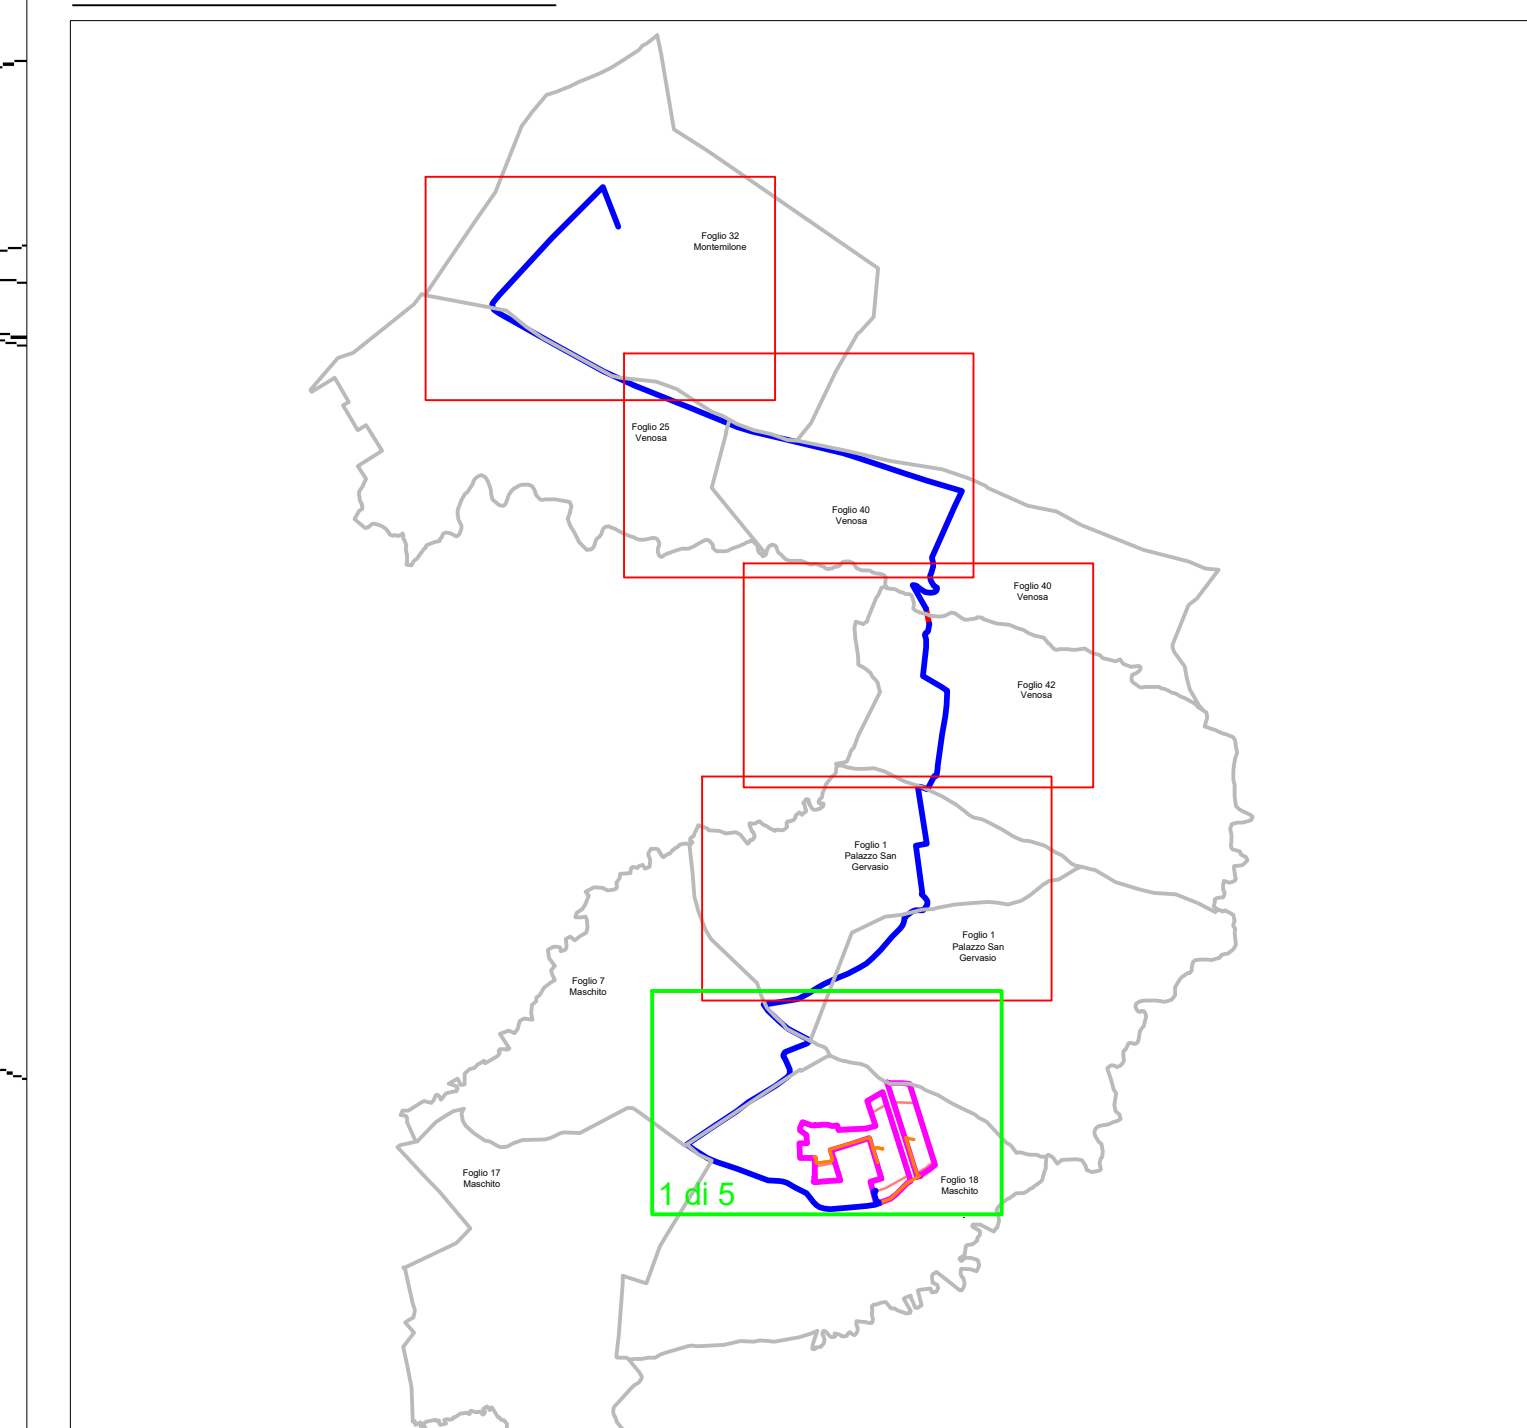 Foglio 32
Montemilone
Foglio 25
Venosa
Foglio 40
Venosa
Foglio 40
Venosa
Foglio 42
Venosa
Foglio 1
Palazzo San
Gervasio
Foglio 1
Palazzo San
Gervasio
Foglio 7
Maschito
Foglio 17
Maschito
Foglio 18
Maschito
1 di 5